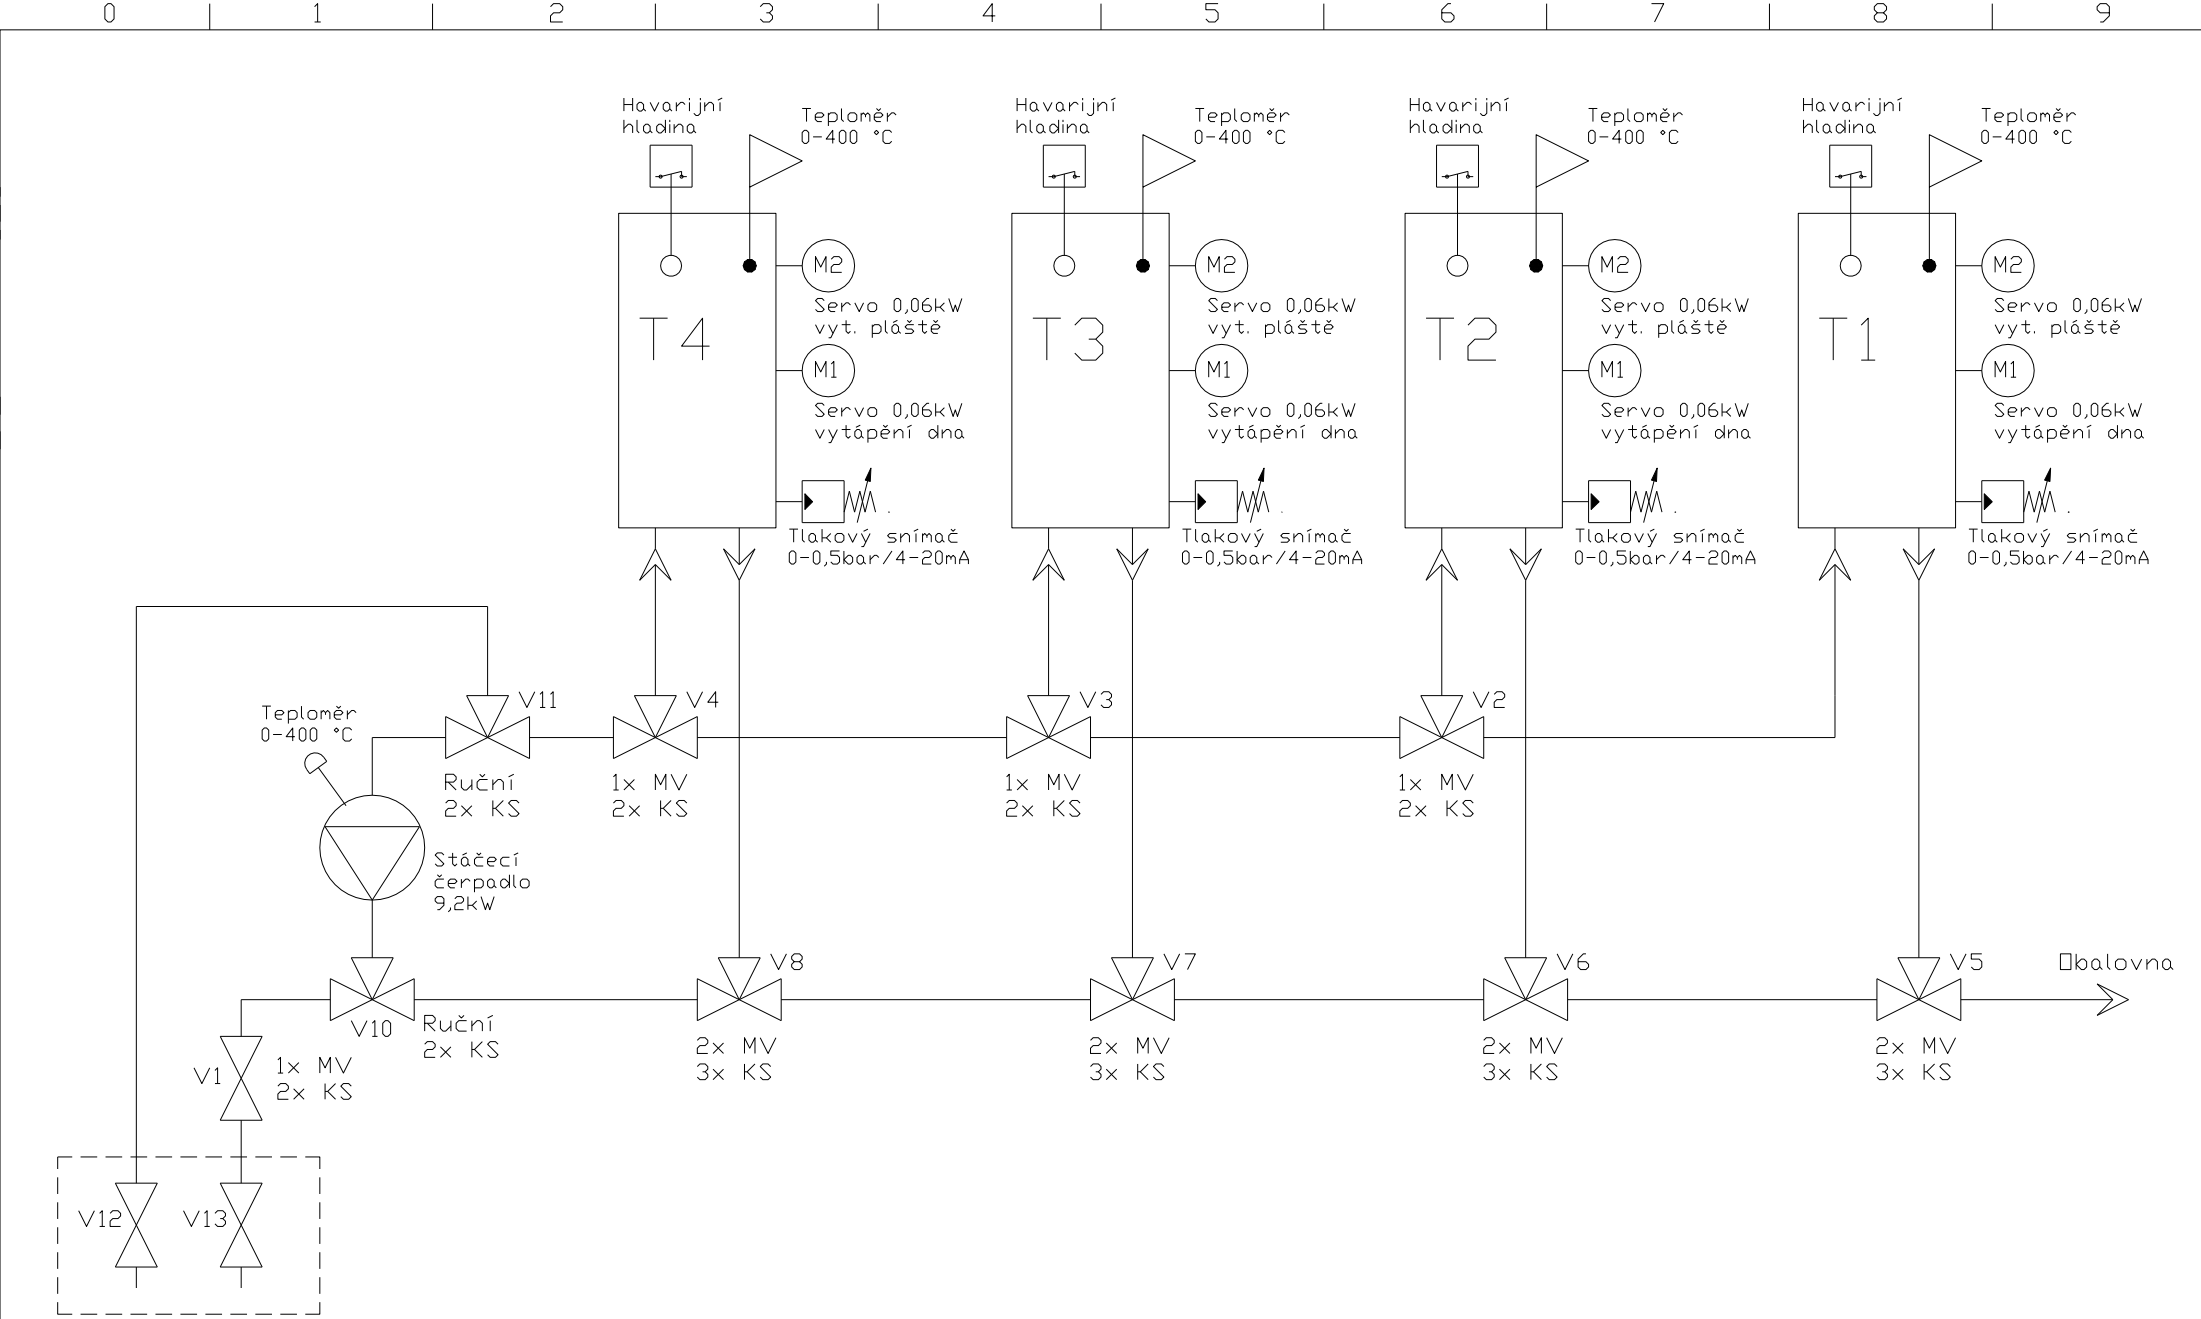 0 1 2 3 4 5 6 7 8 9
Havarijní
hladina
Teploměr
0-400 °C
Havarijní
hladina
Teploměr
0-400 °C
Havarijní
hladina
Teploměr
0-400 °C
Havarijní
hladina
Teploměr
0-400 °C
T4
M2
Servo 0,06kW
vyt. pláště
M1
Servo 0,06kW
vytápění dna
Tlakový snímač
0-0,5bar/4-20mA
T3
M2
Servo 0,06kW
vyt. pláště
M1
Servo 0,06kW
vytápění dna
Tlakový snímač
0-0,5bar/4-20mA
T2
M2
Servo 0,06kW
vyt. pláště
M1
Servo 0,06kW
vytápění dna
Tlakový snímač
0-0,5bar/4-20mA
T1
M2
Servo 0,06kW
vyt. pláště
M1
Servo 0,06kW
vytápění dna
Tlakový snímač
0-0,5bar/4-20mA
Teploměr
0-400 °C
V11
Ruční
2x KS
V4
1x MV
2x KS
V3
1x MV
2x KS
V2
1x MV
2x KS
Stáčecí
čerpadlo
9,2kW
V10
Ruční
2x KS
V8
2x MV
3x KS
V7
2x MV
3x KS
V6
2x MV
3x KS
V5
2x MV
3x KS
Obalovna
V1
1x MV
2x KS
V12
V13